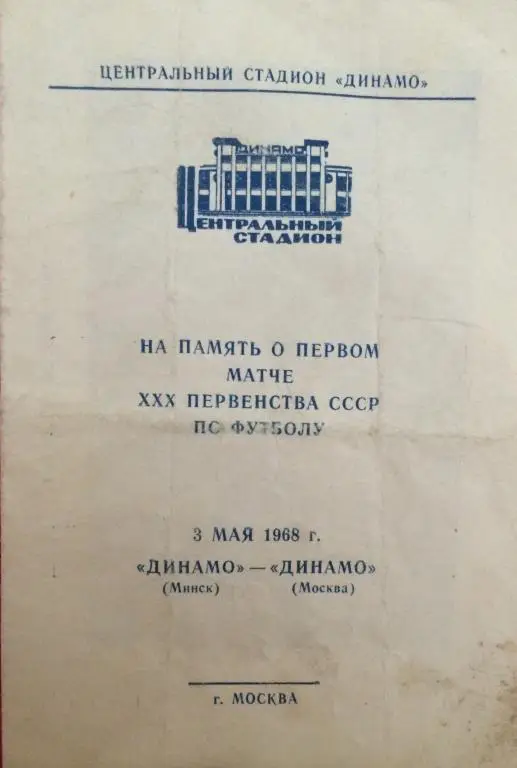 ЦЕНТРАЛЬНЫЙ СТАДИОН «ДИНАМО»
ДИНАМО
ЦЕНТРАЛЬНЫЙ
СТАДИОН
НА ПАМЯТЬ О ПЕРВОМ
МАТЧЕ
XXX ПЕРВЕНСТВА СССР
ПС ФУТБОЛУ
3 МАЯ 1968 г.
«ДИНАМО» — «ДИНАМО»
(Минск) (Москва)
г. МОСКВА